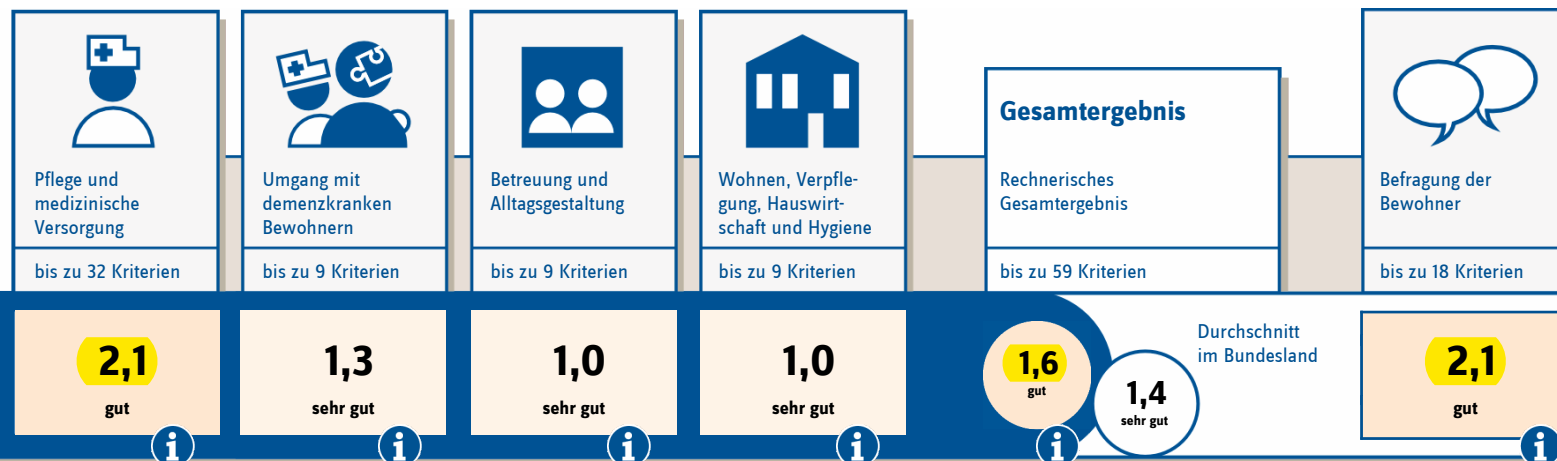 Pflege und
medizinische
Versorgung
bis zu 32 Kriterien
2,1
gut
i
Umgang mit
demenzkranken
Bewohnern
bis zu 9 Kriterien
1,3
sehr gut
i
Betreuung und
Alltagsgestaltung
bis zu 9 Kriterien
1,0
sehr gut
i
Wohnen, Verpfle-
gung, Hauswirt-
schaft und Hygiene
bis zu 9 Kriterien
1,0
sehr gut
i
Gesamtergebnis
Rechnerisches
Gesamtergebnis
bis zu 59 Kriterien
1,6
gut
i
Durchschnitt
im Bundesland
1,4
sehr gut
Befragung der
Bewohner
bis zu 18 Kriterien
2,1
gut
i